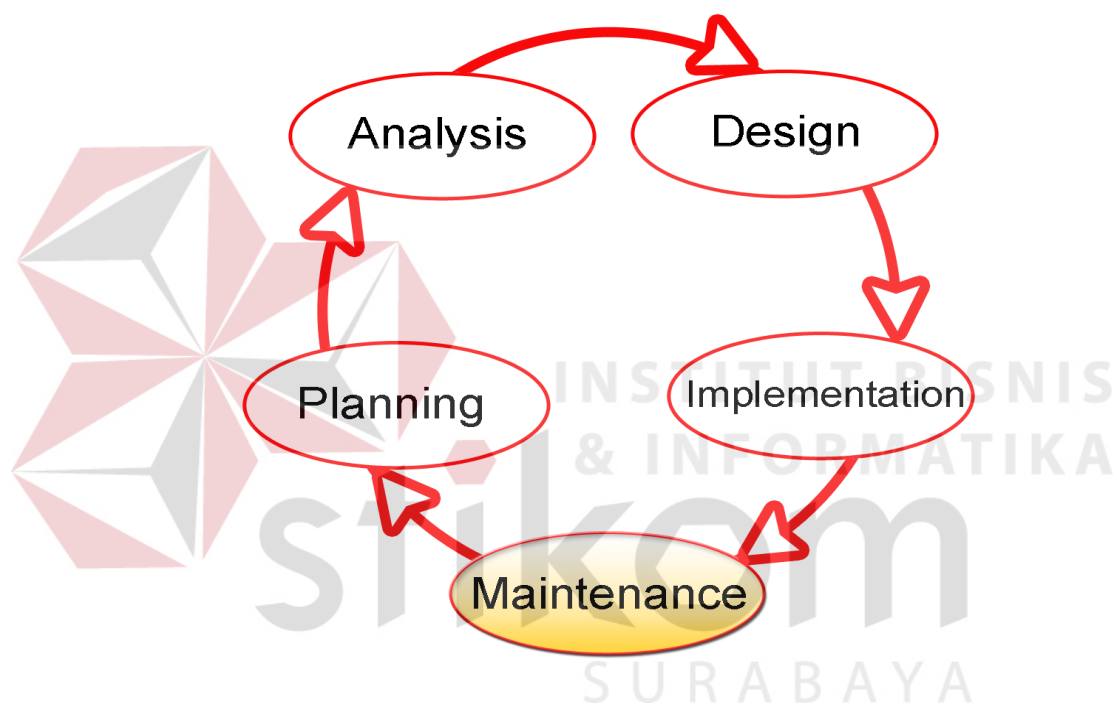 Analysis
Design
Planning
Implementation
Maintenance
INSTITUT BISNIS
& INFORMATIKA
stikom
SURABAYA